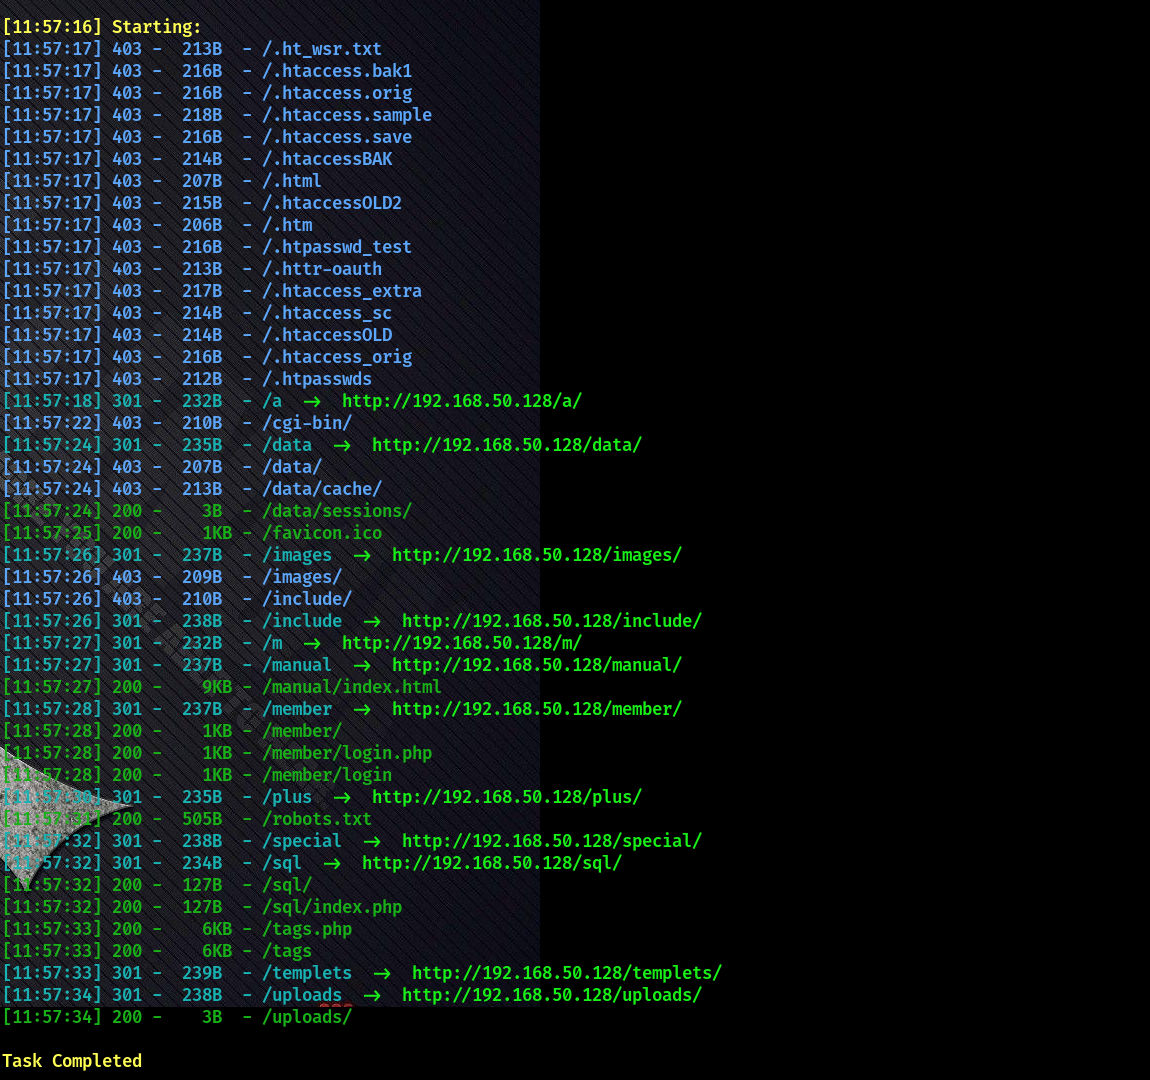 [11:57:16] Starting:
[11:57:17] 403 -  213B  - /.ht_wsr.txt
[11:57:17] 403 -  216B  - /.htaccess.bak1
[11:57:17] 403 -  216B  - /.htaccess.orig
[11:57:17] 403 -  218B  - /.htaccess.sample
[11:57:17] 403 -  216B  - /.htaccess.save
[11:57:17] 403 -  214B  - /.htaccessBAK
[11:57:17] 403 -  207B  - /.html
[11:57:17] 403 -  215B  - /.htaccessOLD2
[11:57:17] 403 -  206B  - /.htm
[11:57:17] 403 -  216B  - /.htpasswd_test
[11:57:17] 403 -  213B  - /.httr-oauth
[11:57:17] 403 -  217B  - /.htaccess_extra
[11:57:17] 403 -  214B  - /.htaccess_sc
[11:57:17] 403 -  214B  - /.htaccessOLD
[11:57:17] 403 -  216B  - /.htaccess_orig
[11:57:17] 403 -  212B  - /.htpasswds
[11:57:18] 301 -  232B  - /a  ->  http://192.168.50.128/a/
[11:57:22] 403 -  210B  - /cgi-bin/
[11:57:24] 301 -  235B  - /data  ->  http://192.168.50.128/data/
[11:57:24] 403 -  207B  - /data/
[11:57:24] 403 -  213B  - /data/cache/
[11:57:24] 200 -    3B  - /data/sessions/
[11:57:25] 200 -    1KB - /favicon.ico
[11:57:26] 301 -  237B  - /images  ->  http://192.168.50.128/images/
[11:57:26] 403 -  209B  - /images/
[11:57:26] 403 -  210B  - /include/
[11:57:26] 301 -  238B  - /include  ->  http://192.168.50.128/include/
[11:57:27] 301 -  232B  - /m  ->  http://192.168.50.128/m/
[11:57:27] 301 -  237B  - /manual  ->  http://192.168.50.128/manual/
[11:57:27] 200 -    9KB - /manual/index.html
[11:57:28] 301 -  237B  - /member  ->  http://192.168.50.128/member/
[11:57:28] 200 -    1KB - /member/
[11:57:28] 200 -    1KB - /member/login.php
[11:57:28] 200 -    1KB - /member/login
[11:57:30] 301 -  235B  - /plus  ->  http://192.168.50.128/plus/
[11:57:31] 200 -  505B  - /robots.txt
[11:57:32] 301 -  238B  - /special  ->  http://192.168.50.128/special/
[11:57:32] 301 -  234B  - /sql  ->  http://192.168.50.128/sql/
[11:57:32] 200 -  127B  - /sql/
[11:57:32] 200 -  127B  - /sql/index.php
[11:57:33] 200 -    6KB - /tags.php
[11:57:33] 200 -    6KB - /tags
[11:57:33] 301 -  239B  - /templets  ->  http://192.168.50.128/templets/
[11:57:34] 301 -  238B  - /uploads  ->  http://192.168.50.128/uploads/
[11:57:34] 200 -    3B  - /uploads/
Task Completed